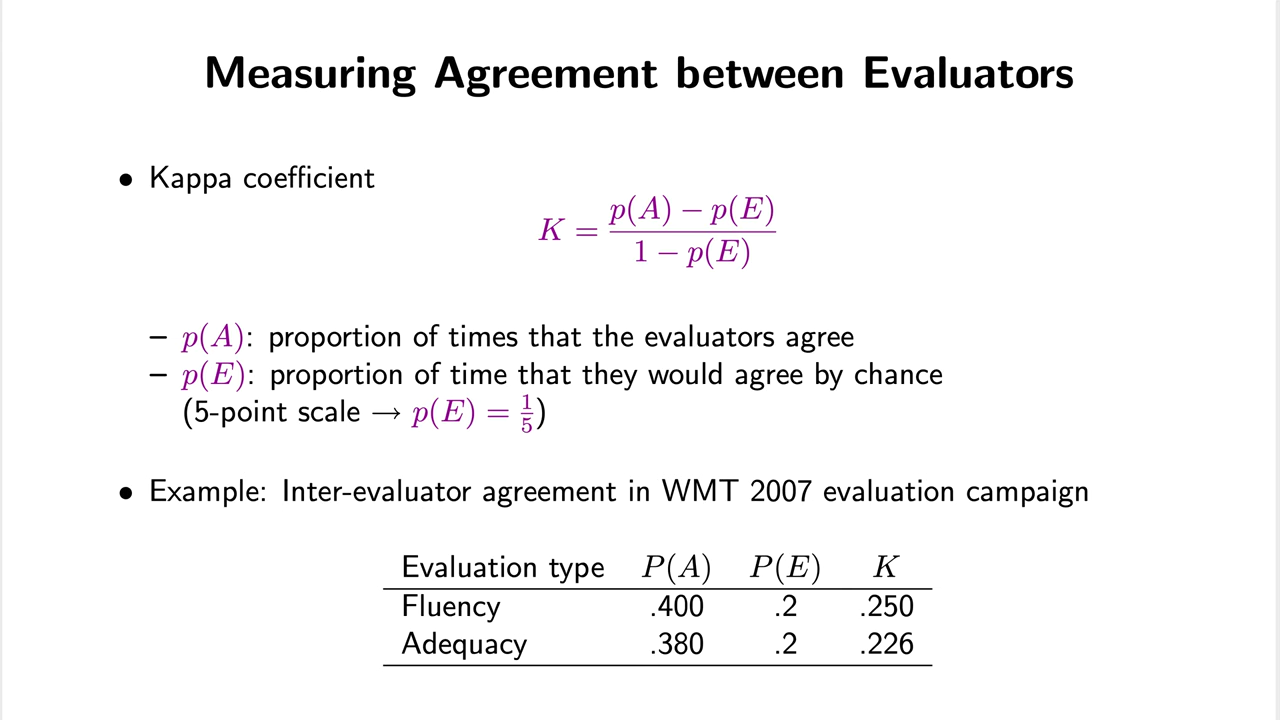 Measuring Agreement between Evaluators
• Kappa coefficient
K = \frac{p(A) − p(E)}{1 − p(E)}
– p(A): proportion of times that the evaluators agree
– p(E): proportion of time that they would agree by chance
(5-point scale → p(E) = \frac{1}{5})
• Example: Inter-evaluator agreement in WMT 2007 evaluation campaign
Evaluation type P(A) P(E) K
Fluency .400 .2 .250
Adequacy .380 .2 .226